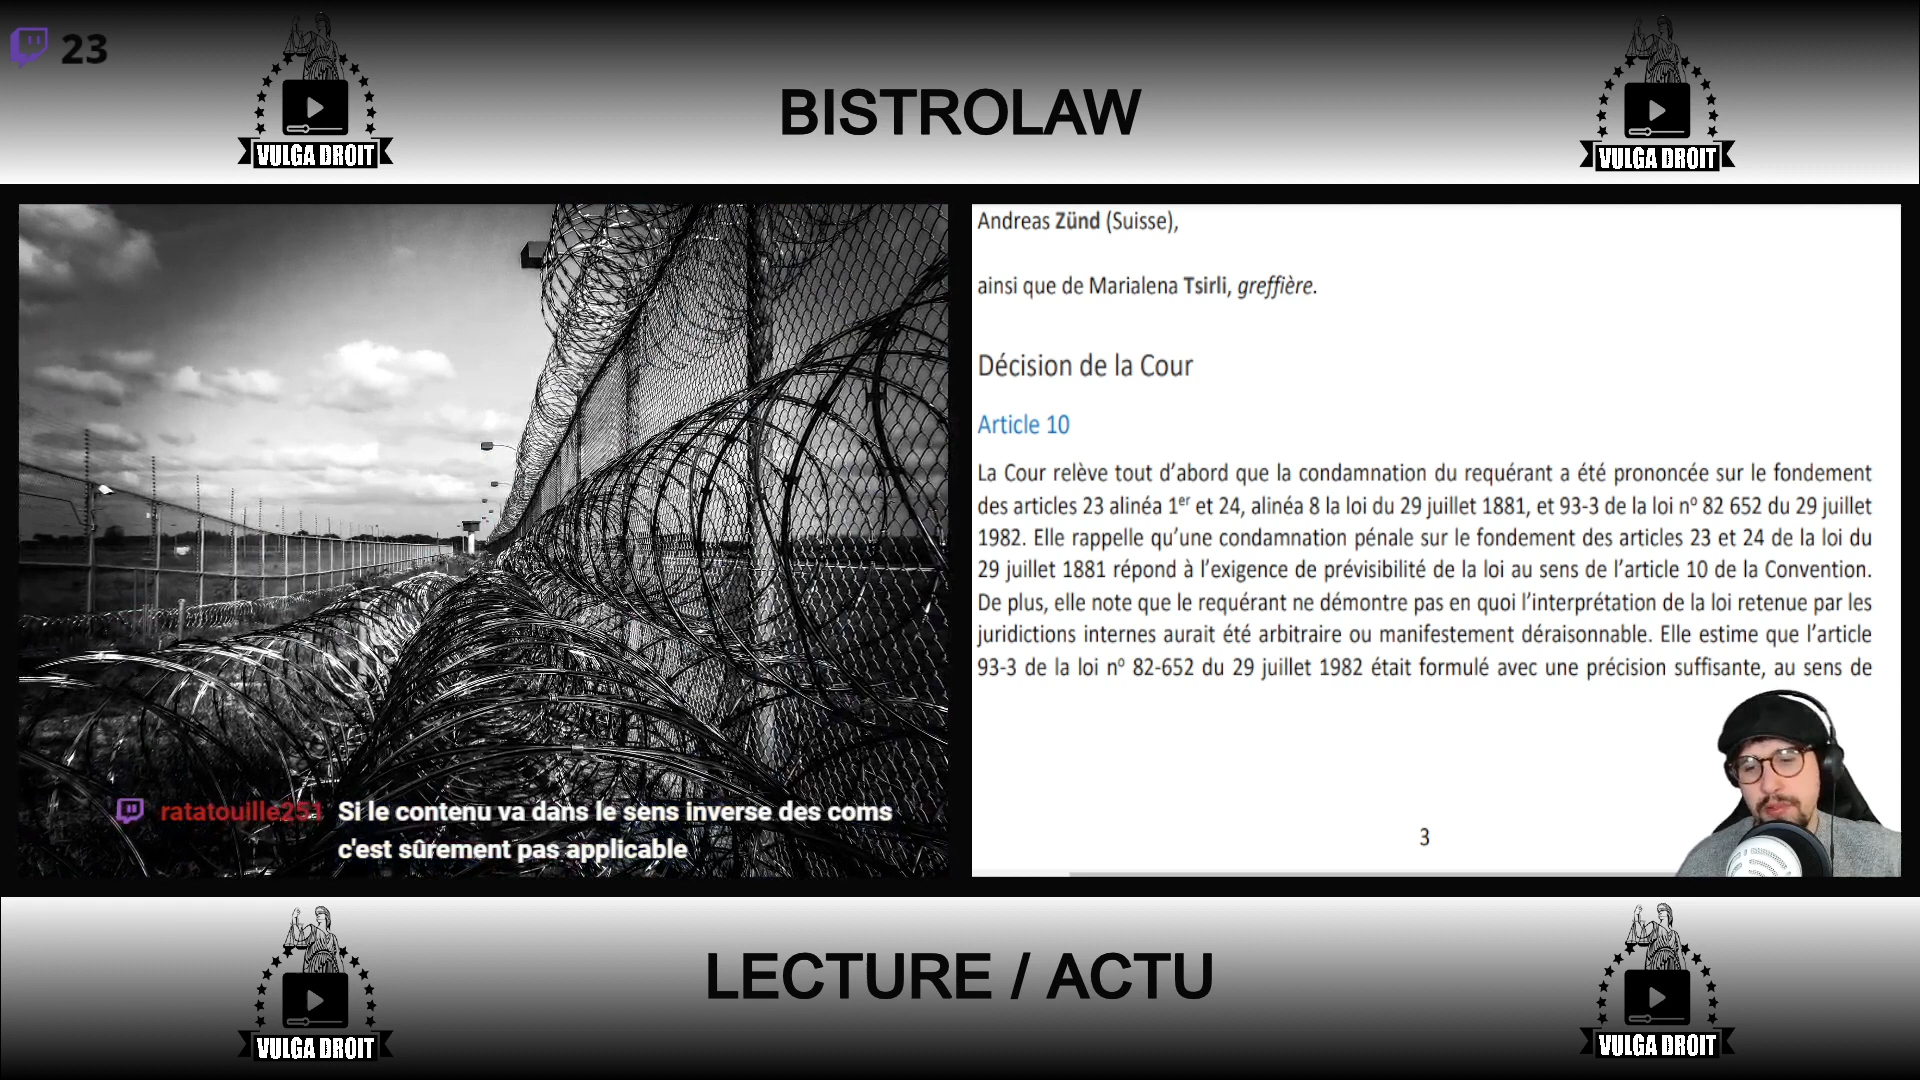 23
VULGA DROIT
BISTROLAW
VULGA DROIT
Andreas Zünd (Suisse),
ainsi que de Marialena Tsirli, greffière.
Décision de la Cour
Article 10
La Cour relève tout d’abord que la condamnation du requérant a été prononcée sur le fondement
des articles 23 alinéa 1er et 24, alinéa 8 la loi du 29 juillet 1881, et 93-3 de la loi nº 82 652 du 29 juillet
1982. Elle rappelle qu’une condamnation pénale sur le fondement des articles 23 et 24 de la loi du
29 juillet 1881 répond à l’exigence de prévisibilité de la loi au sens de l’article 10 de la Convention.
De plus, elle note que le requérant ne démontre pas en quoi l’interprétation de la loi retenue par les
juridictions internes aurait été arbitraire ou manifestement déraisonnable. Elle estime que l’article
93-3 de la loi nº 82-652 du 29 juillet 1982 était formulé avec une précision suffisante, au sens de
3
ratatouille251 Si le contenu va dans le sens inverse des coms
c'est sûrement pas applicable
VULGA DROIT
LECTURE / ACTU
VULGA DROIT